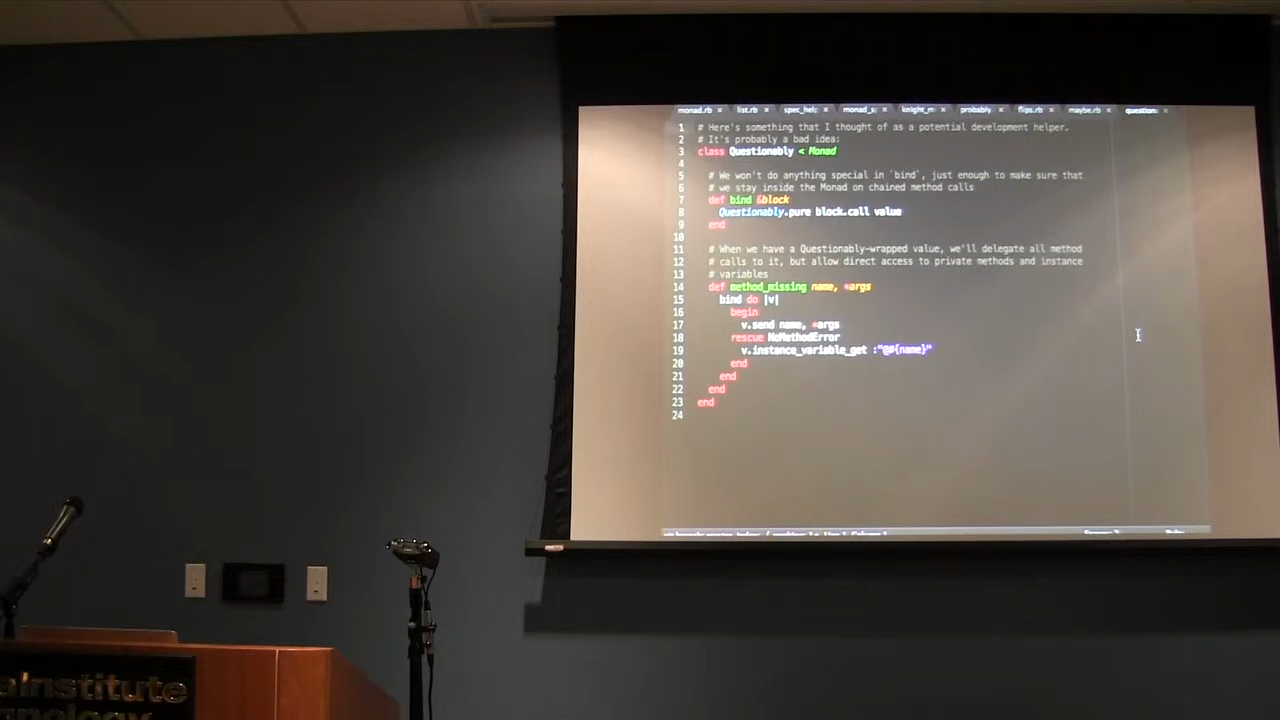 monad.rb × list.rb × spec_help × monad_s × knight_m × probably × flips.rb × maybe.rb × question ×
1 # Here's something that I thought of as a potential development helper.
2 # It's probably a bad idea:
3 class Questionably < Monad
4
5 # We won't do anything special in `bind`, just enough to make sure that
6 # we stay inside the Monad on chained method calls
7 def bind &block
8 Questionably.pure block.call value
9 end
10
11 # When we have a Questionably-wrapped value, we'll delegate all method
12 # calls to it, but allow direct access to private methods and instance
13 # variables
14 def method_missing name, *args
15 bind do |v|
16 begin
17 v.send name, *args
18 rescue NoMethodError
19 v.instance_variable_get :"@#{name}"
20 end
21 end
22 end
23 end
24
Institute